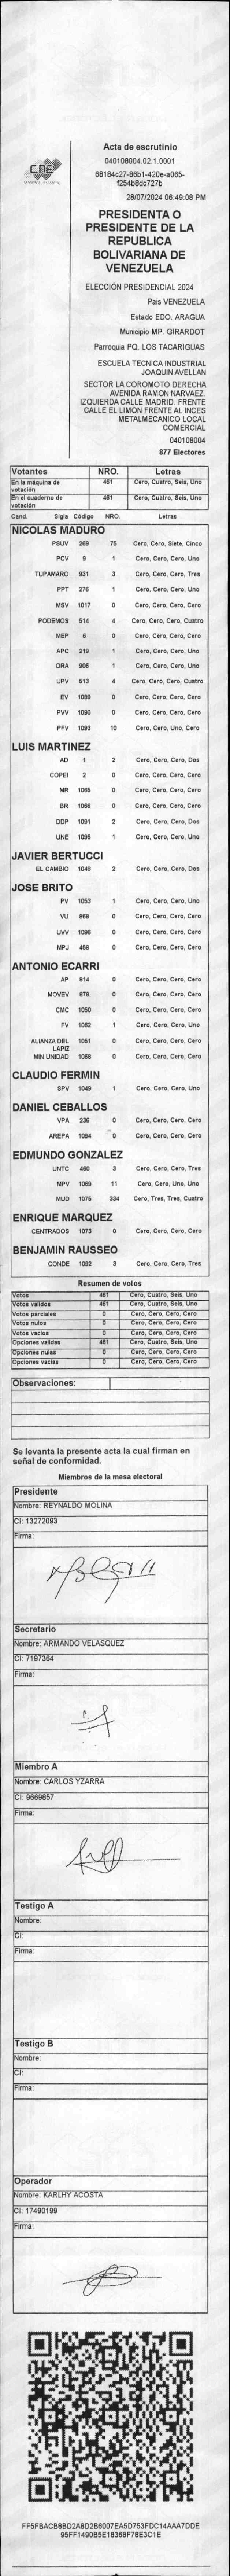 CNE
Acta de escrutinio
040108004.02.1.0001
68184c27-86b1-420e-a065-
f254b8dc727b
28/07/2024 06:49:08 PM
PRESIDENTA O
PRESIDENTE DE LA
REPUBLICA
BOLIVARIANA DE
VENEZUELA
ELECCIÓN PRESIDENCIAL 2024
Pais VENEZUELA
Estado EDO. ARAGUA
Municipio MP. GIRARDOT
Parroquia PQ. LOS TACARIGUAS
ESCUELA TECNICA INDUSTRIAL
JOAQUIN AVELLAN
SECTOR LA COROMOTO DERECHA
AVENIDA RAMON NARVAEZ.
IZQUIERDA CALLE MADRID. FRENTE
CALLE EL LIMON FRENTE AL INCES
METALMECANICO LOCAL
COMERCIAL
040108004
877 Electores
Votantes NRO. Letras
En la máquina de votación 461 Cero, Cuatro, Seis, Uno
En el cuaderno de votación 461 Cero, Cuatro, Seis, Uno
Cand. Sigla Código NRO. Letras
NICOLAS MADURO
PSUV 269 75 Cero, Cero, Siete, Cinco
PCV 9 1 Cero, Cero, Cero, Uno
TUPAMARO 931 3 Cero, Cero, Cero, Tres
PPT 276 1 Cero, Cero, Cero, Uno
MSV 1017 0 Cero, Cero, Cero, Cero
PODEMOS 514 4 Cero, Cero, Cero, Cuatro
MEP 6 0 Cero, Cero, Cero, Cero
APC 219 1 Cero, Cero, Cero, Uno
ORA 906 1 Cero, Cero, Cero, Uno
UPV 613 4 Cero, Cero, Cero, Cuatro
EV 1089 0 Cero, Cero, Cero, Cero
PVV 1090 0 Cero, Cero, Cero, Cero
PFV 1093 10 Cero, Cero, Uno, Cero
LUIS MARTINEZ
AD 1 2 Cero, Cero, Cero, Dos
COPEI 2 0 Cero, Cero, Cero, Cero
MR 1065 0 Cero, Cero, Cero, Cero
BR 1066 0 Cero, Cero, Cero, Cero
DDP 1091 2 Cero, Cero, Cero, Dos
UNE 1095 1 Cero, Cero, Cero, Uno
JAVIER BERTUCCI
EL CAMBIO 1048 2 Cero, Cero, Cero, Dos
JOSE BRITO
PV 1053 1 Cero, Cero, Cero, Uno
VU 969 0 Cero, Cero, Cero, Cero
UVV 1096 0 Cero, Cero, Cero, Cero
MPJ 458 0 Cero, Cero, Cero, Cero
ANTONIO ECARRI
AP 914 0 Cero, Cero, Cero, Cero
MOVEV 979 0 Cero, Cero, Cero, Cero
CMC 1050 0 Cero, Cero, Cero, Cero
FV 1062 1 Cero, Cero, Cero, Uno
ALIANZA DEL LAPIZ 1051 0 Cero, Cero, Cero, Cero
MIN UNIDAD 1068 0 Cero, Cero, Cero, Cero
CLAUDIO FERMIN
SPV 1049 1 Cero, Cero, Cero, Uno
DANIEL CEBALLOS
VPA 236 0 Cero, Cero, Cero, Cero
AREPA 1094 0 Cero, Cero, Cero, Cero
EDMUNDO GONZALEZ
UNTC 460 3 Cero, Cero, Cero, Tres
MPV 1069 11 Cero, Cero, Uno, Uno
MUD 1075 334 Cero, Tres, Tres, Cuatro
ENRIQUE MARQUEZ
CENTRADOS 1073 0 Cero, Cero, Cero, Cero
BENJAMIN RAUSSEO
CONDE 1092 3 Cero, Cero, Cero, Tres
Resumen de votos
Votos 461 Cero, Cuatro, Seis, Uno
Votos validos 461 Cero, Cuatro, Seis, Uno
Votos parciales 0 Cero, Cero, Cero, Cero
Votos nulos 0 Cero, Cero, Cero, Cero
Votos vacios 0 Cero, Cero, Cero, Cero
Opciones validas 461 Cero, Cuatro, Seis, Uno
Opciones nulas 0 Cero, Cero, Cero, Cero
Opciones vacias 0 Cero, Cero, Cero, Cero
Observaciones:
Se levanta la presente acta la cual firman en
señal de conformidad.
Miembros de la mesa electoral
Presidente
Nombre: REYNALDO MOLINA
CI: 13272093
Firma:
Secretario
Nombre: ARMANDO VELASQUEZ
CI: 7197364
Firma:
Miembro A
Nombre: CARLOS YZARRA
CI: 9669857
Firma:
Testigo A
Nombre:
CI:
Firma:
Testigo B
Nombre:
CI:
Firma:
Operador
Nombre: KARLHY ACOSTA
CI: 17490199
Firma:
FF5FBACB8BD2A8D2B6007EA5D753FDC14AAA7DDE
95FF1490B5E18368F78E3C1E